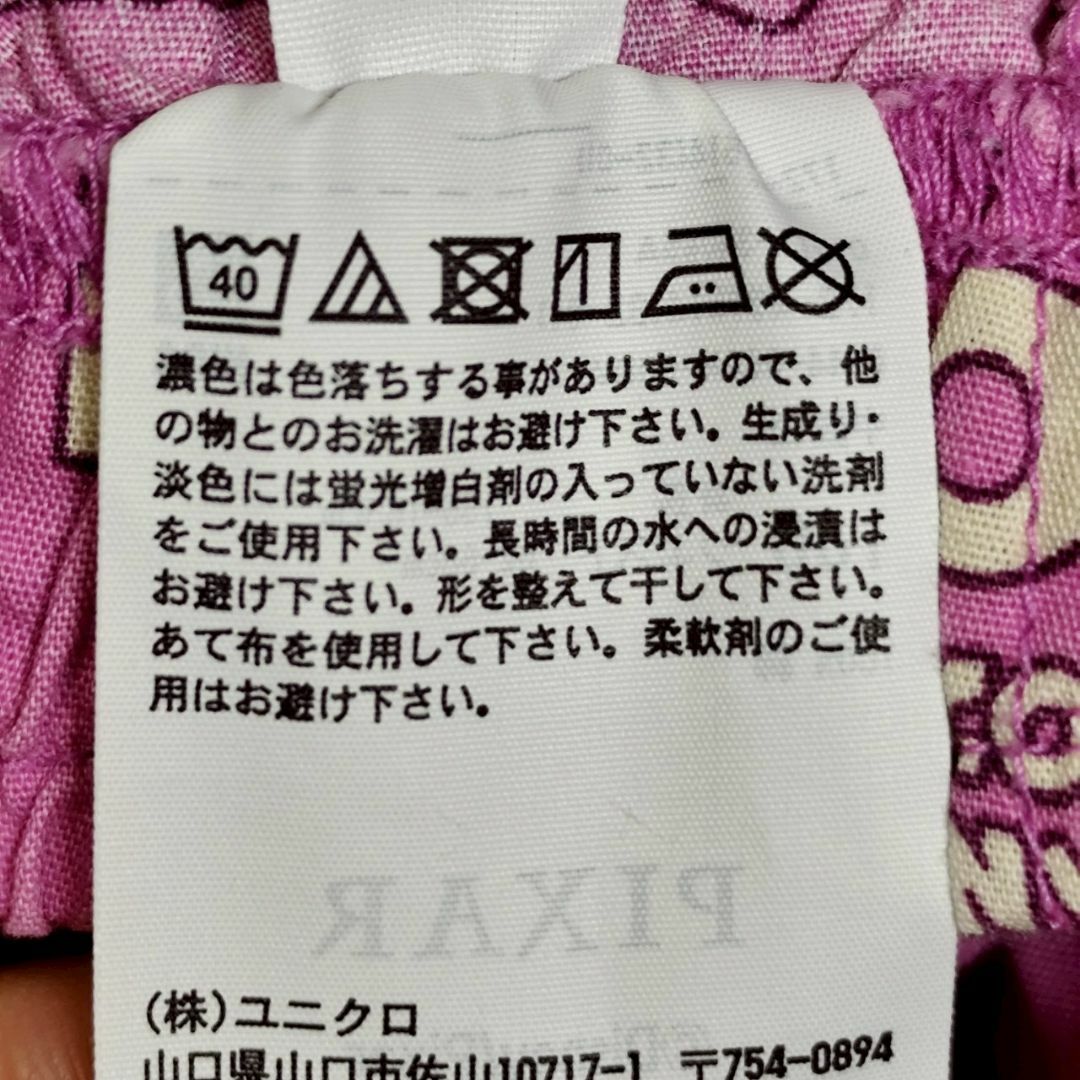 40
濃色は色落ちする事がありますので、他
の物とのお洗濯はお避け下さい。生成り・
淡色には蛍光増白剤の入っていない洗剤
をご使用下さい。長時間の水への浸漬は
お避け下さい。形を整えて干して下さい。
あて布を使用して下さい。柔軟剤のご使
用はお避け下さい。
PIXAR
(株)ユニクロ
山口県山口市佐山10717-1 〒754-0894